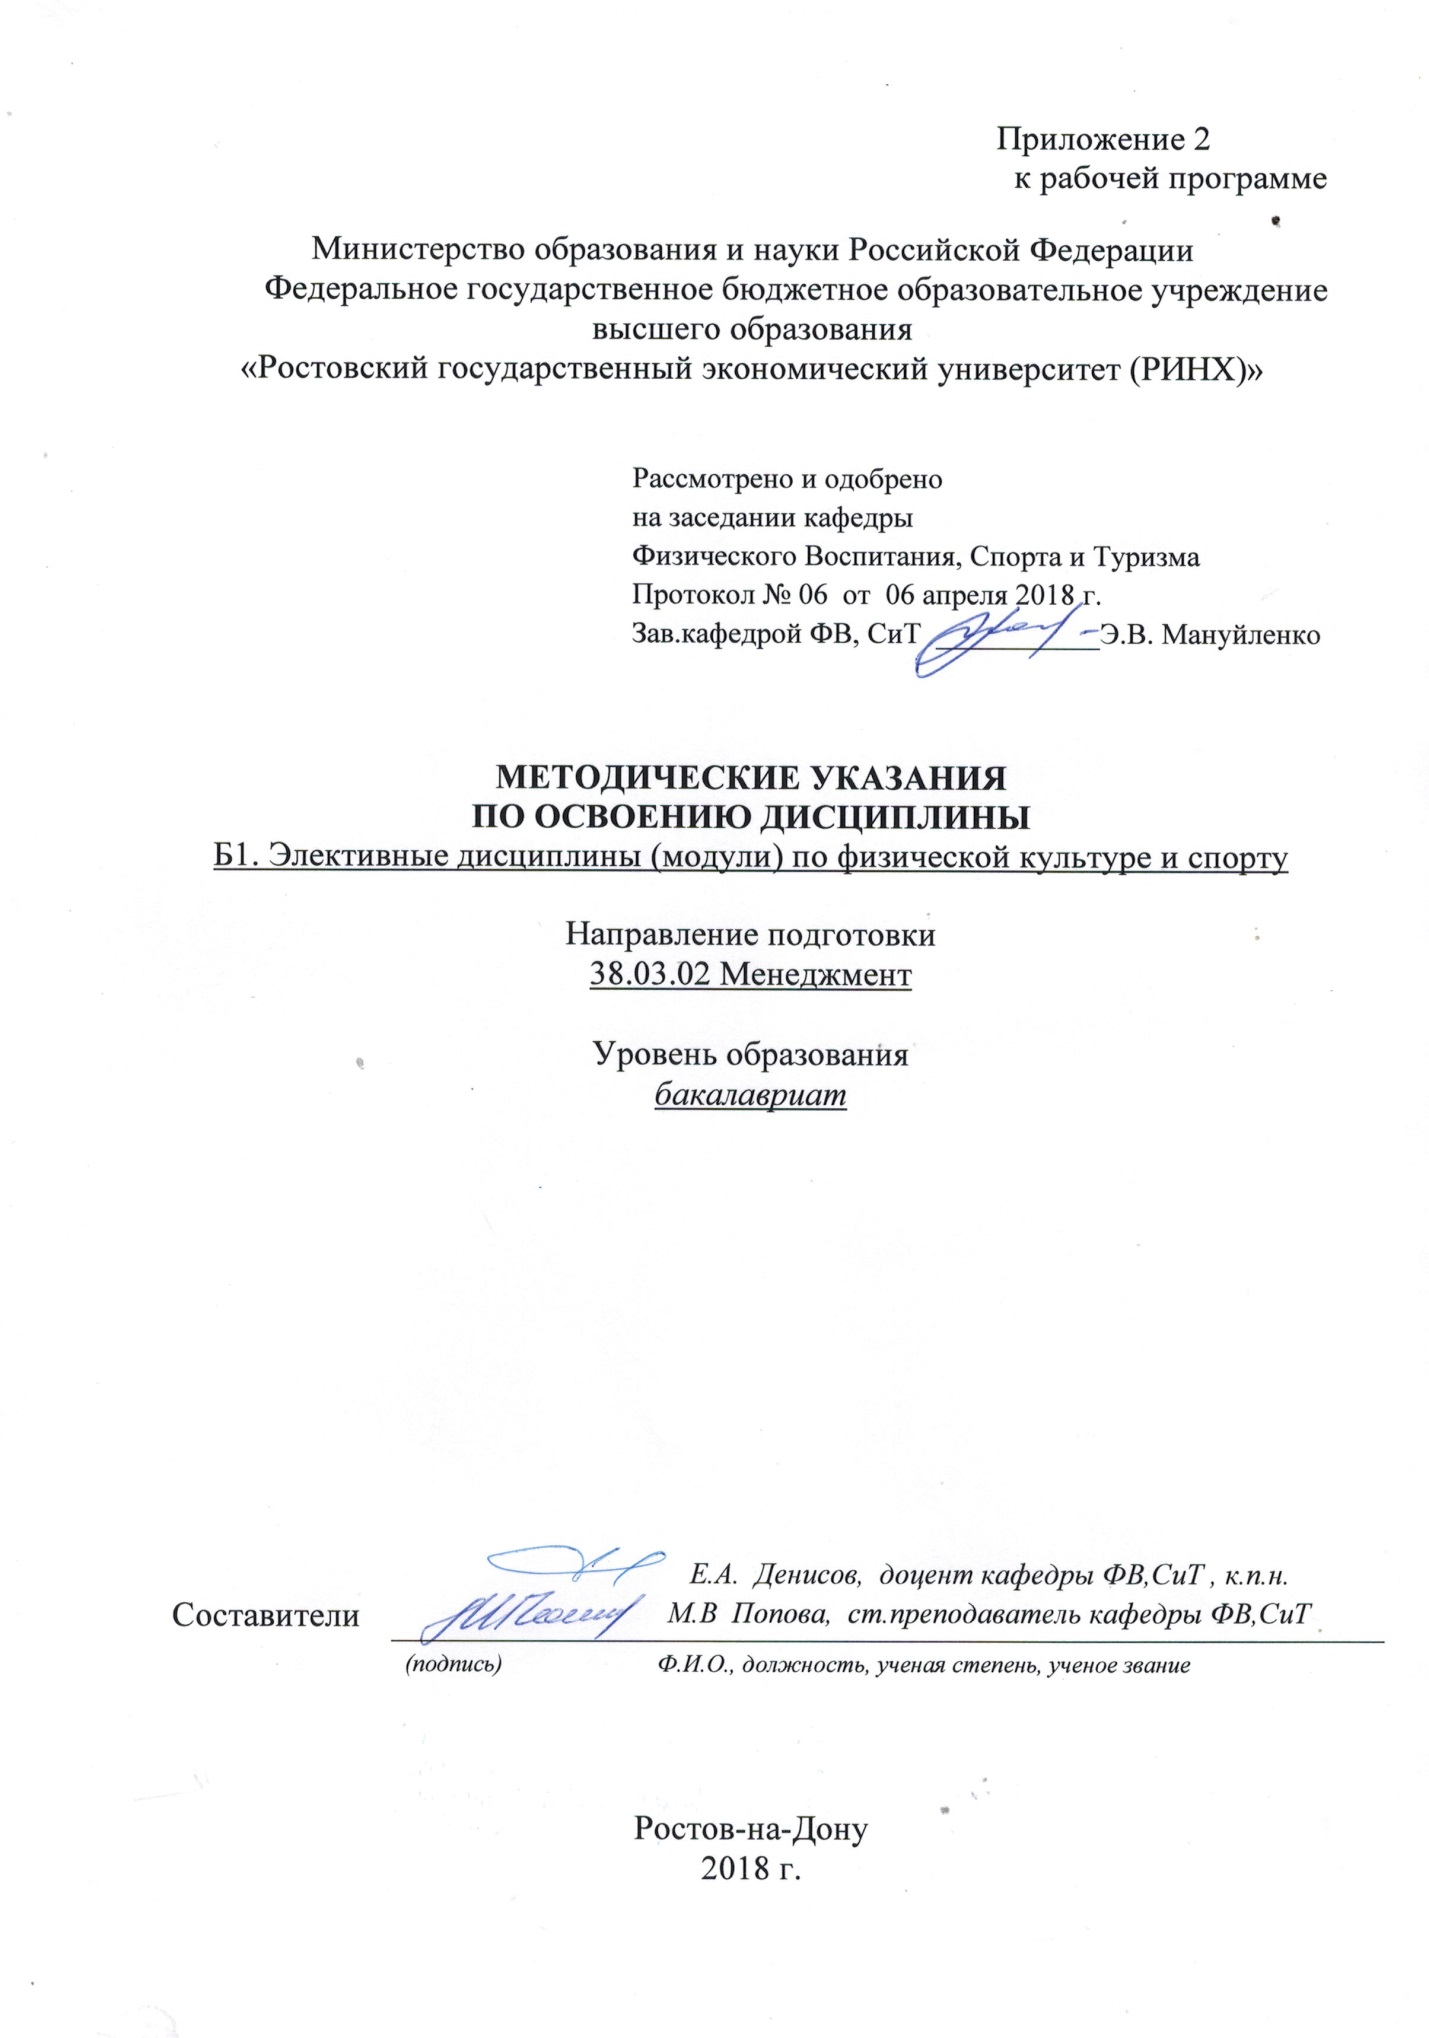 Приложение 2
к рабочей программе
Министерство образования и науки Российской Федерации
Федеральное государственное бюджетное образовательное учреждение
высшего образования
«Ростовский государственный экономический университет (РИНХ)»
Рассмотрено и одобрено
на заседании кафедры
Физического Воспитания, Спорта и Туризма
Протокол № 06 от 06 апреля 2018 г.
Зав.кафедрой ФВ, СиТ ____________Э.В. Мануйленко
МЕТОДИЧЕСКИЕ УКАЗАНИЯ
ПО ОСВОЕНИЮ ДИСЦИПЛИНЫ
Б1. Элективные дисциплины (модули) по физической культуре и спорту
Направление подготовки
38.03.02 Менеджмент
Уровень образования
бакалавриат
Е.А. Денисов, доцент кафедры ФВ,СиТ , к.п.н.
Составители М.В Попова, ст.преподаватель кафедры ФВ,СиТ
(подпись) Ф.И.О., должность, ученая степень, ученое звание
Ростов-на-Дону
2018 г.